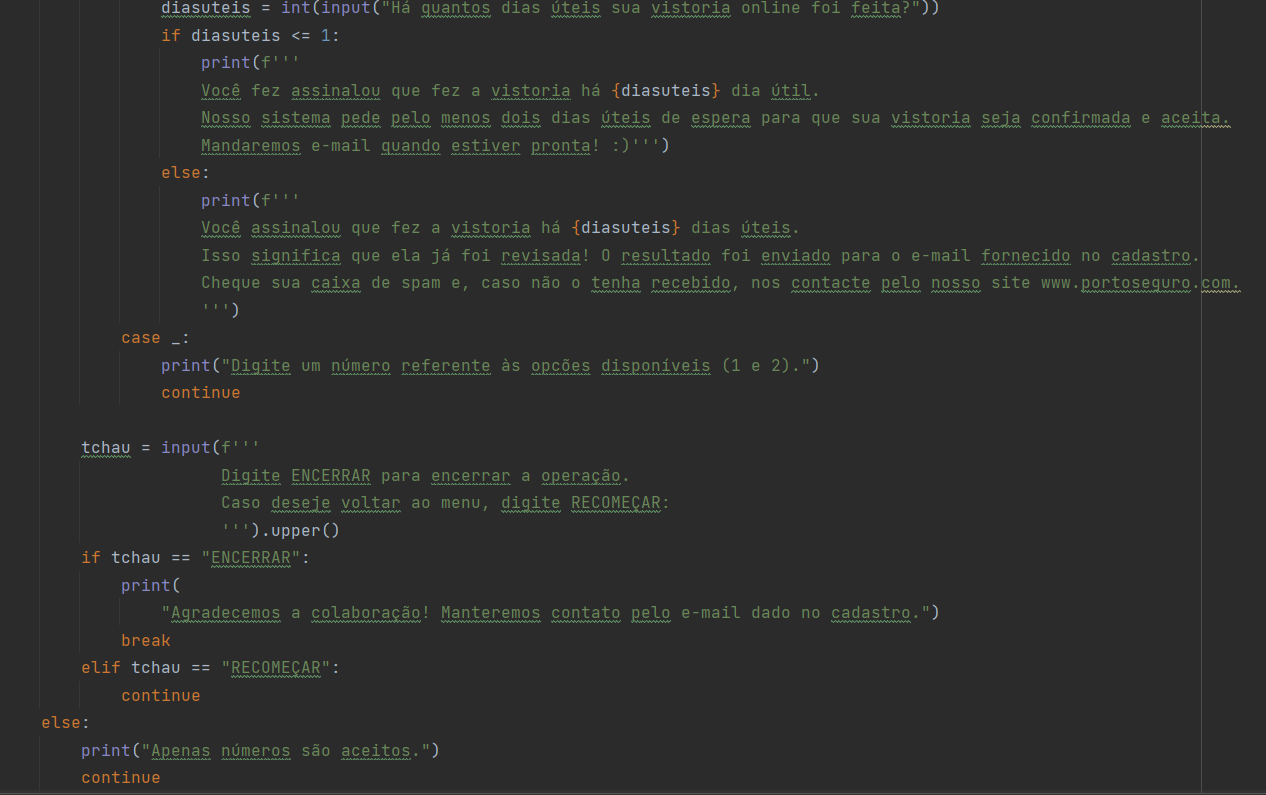 diasuteis = int(input("Há quantos dias úteis sua vistoria online foi feita?"))
if diasuteis <= 1:
print(f'''
Você fez assinalou que fez a vistoria há {diasuteis} dia útil.
Nosso sistema pede pelo menos dois dias úteis de espera para que sua vistoria seja confirmada e aceita.
Mandaremos e-mail quando estiver pronta! :)''')
else:
print(f'''
Você assinalou que fez a vistoria há {diasuteis} dias úteis.
Isso significa que ela já foi revisada! O resultado foi enviado para o e-mail fornecido no cadastro.
Cheque sua caixa de spam e, caso não o tenha recebido, nos contacte pelo nosso site www.portoseguro.com.
''')
case _:
print("Digite um número referente às opcões disponíveis (1 e 2).")
continue
tchau = input(f'''
Digite ENCERRAR para encerrar a operação.
Caso deseje voltar ao menu, digite RECOMEÇAR:
''').upper()
if tchau == "ENCERRAR":
print(
"Agradecemos a colaboração! Manteremos contato pelo e-mail dado no cadastro.")
break
elif tchau == "RECOMEÇAR":
continue
else:
print("Apenas números são aceitos.")
continue